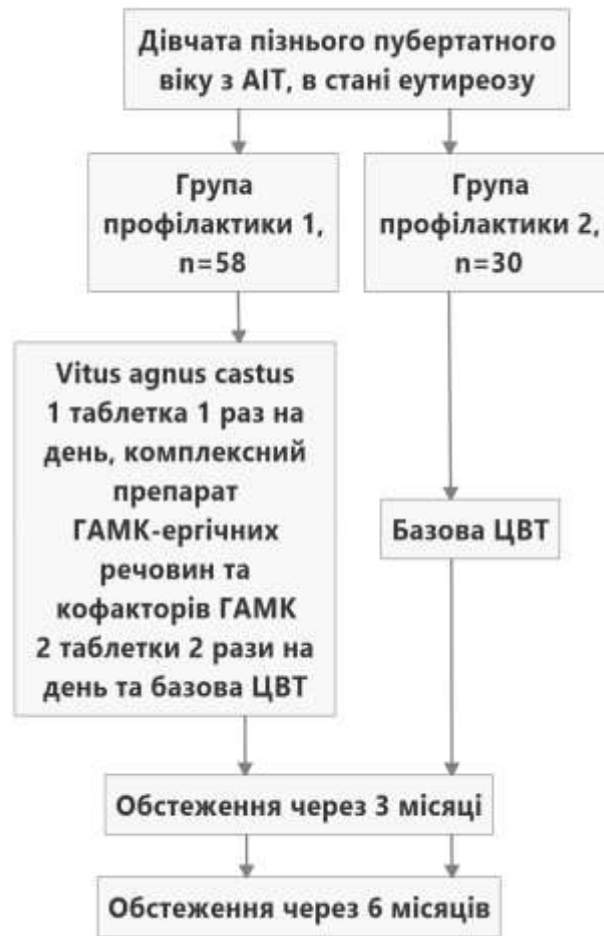 Дівчата пізнього пубертатного
віку з АІТ, в стані еутиреозу
Група
профілактики 1,
n=58
Група
профілактики 2,
n=30
Vitus agnus castus
1 таблетка 1 раз на
день, комплексний
препарат
ГАМК-ергічних
речовин та
кофакторів ГАМК
2 таблетки 2 рази на
день та базова ЦВТ
Базова ЦВТ
Обстеження через 3 місяці
Обстеження через 6 місяців